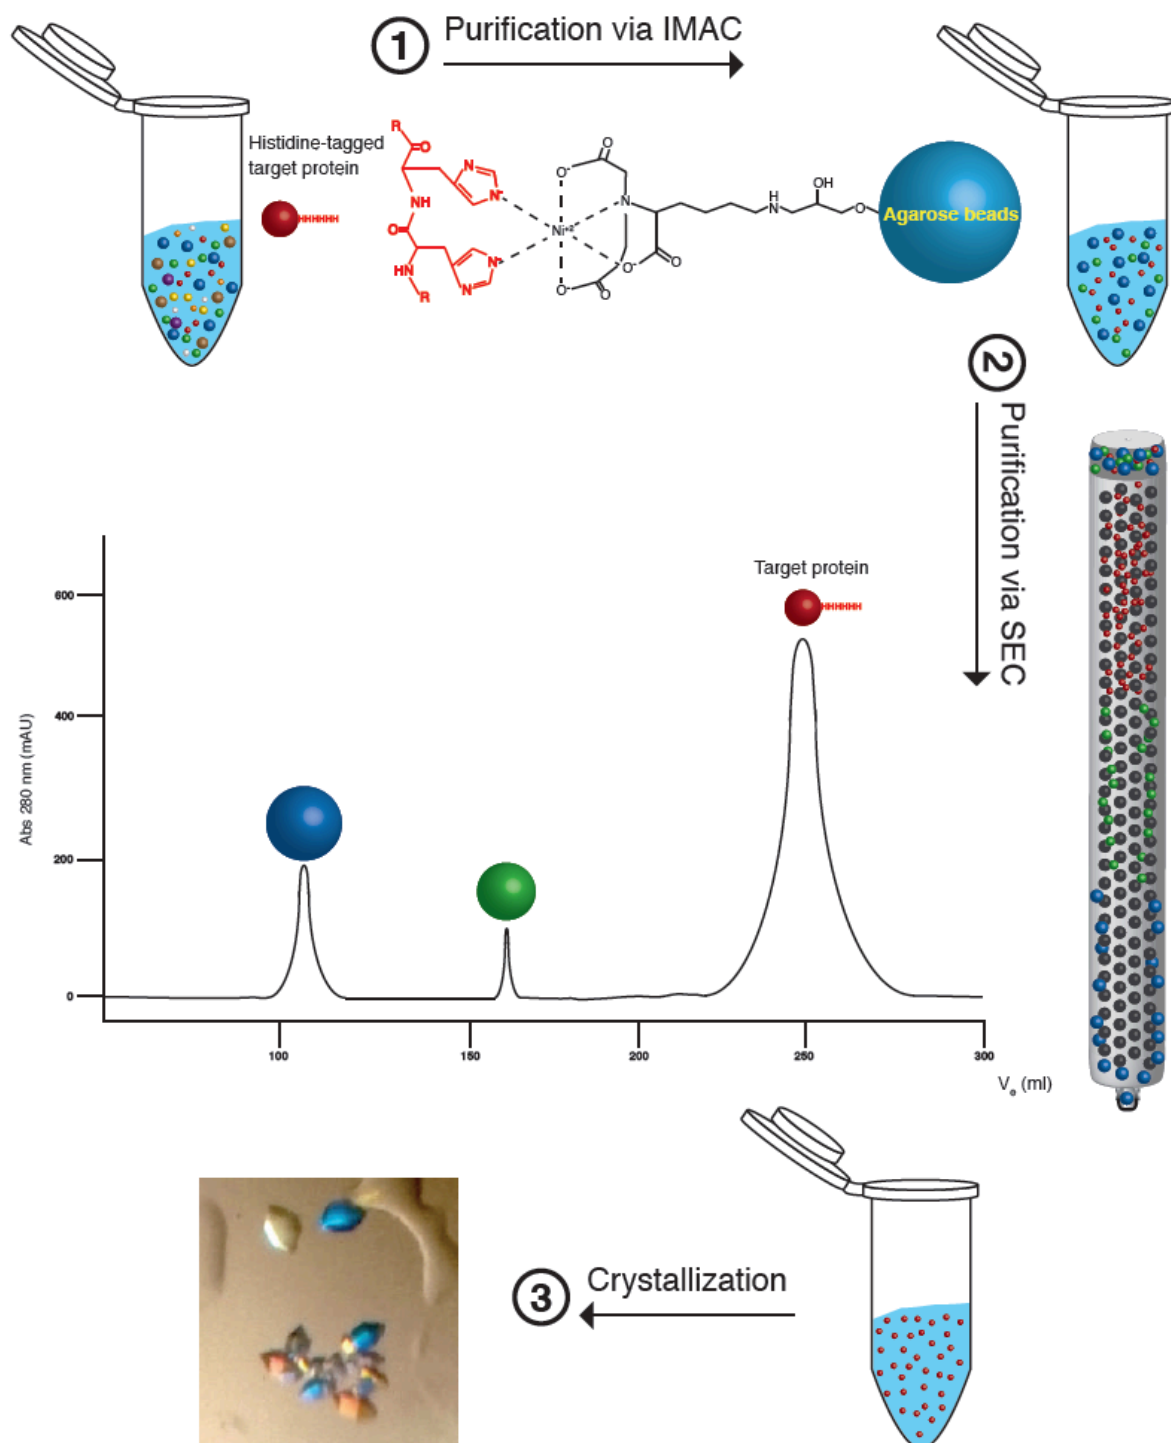 1
Purification via IMAC
Histidine-tagged
target protein
HHHHHH
R
O
N
N
NH
O
HN
N
N
R
O
O-
N
Ni+2
O-
O
O-
O
H
N
OH
O
Agarose beads
2
Purification via SEC
Target protein
HHHHHH
600
400
200
0
Abs 280 nm (mAU)
100
150
200
250
300
Ve (ml)
3
Crystallization